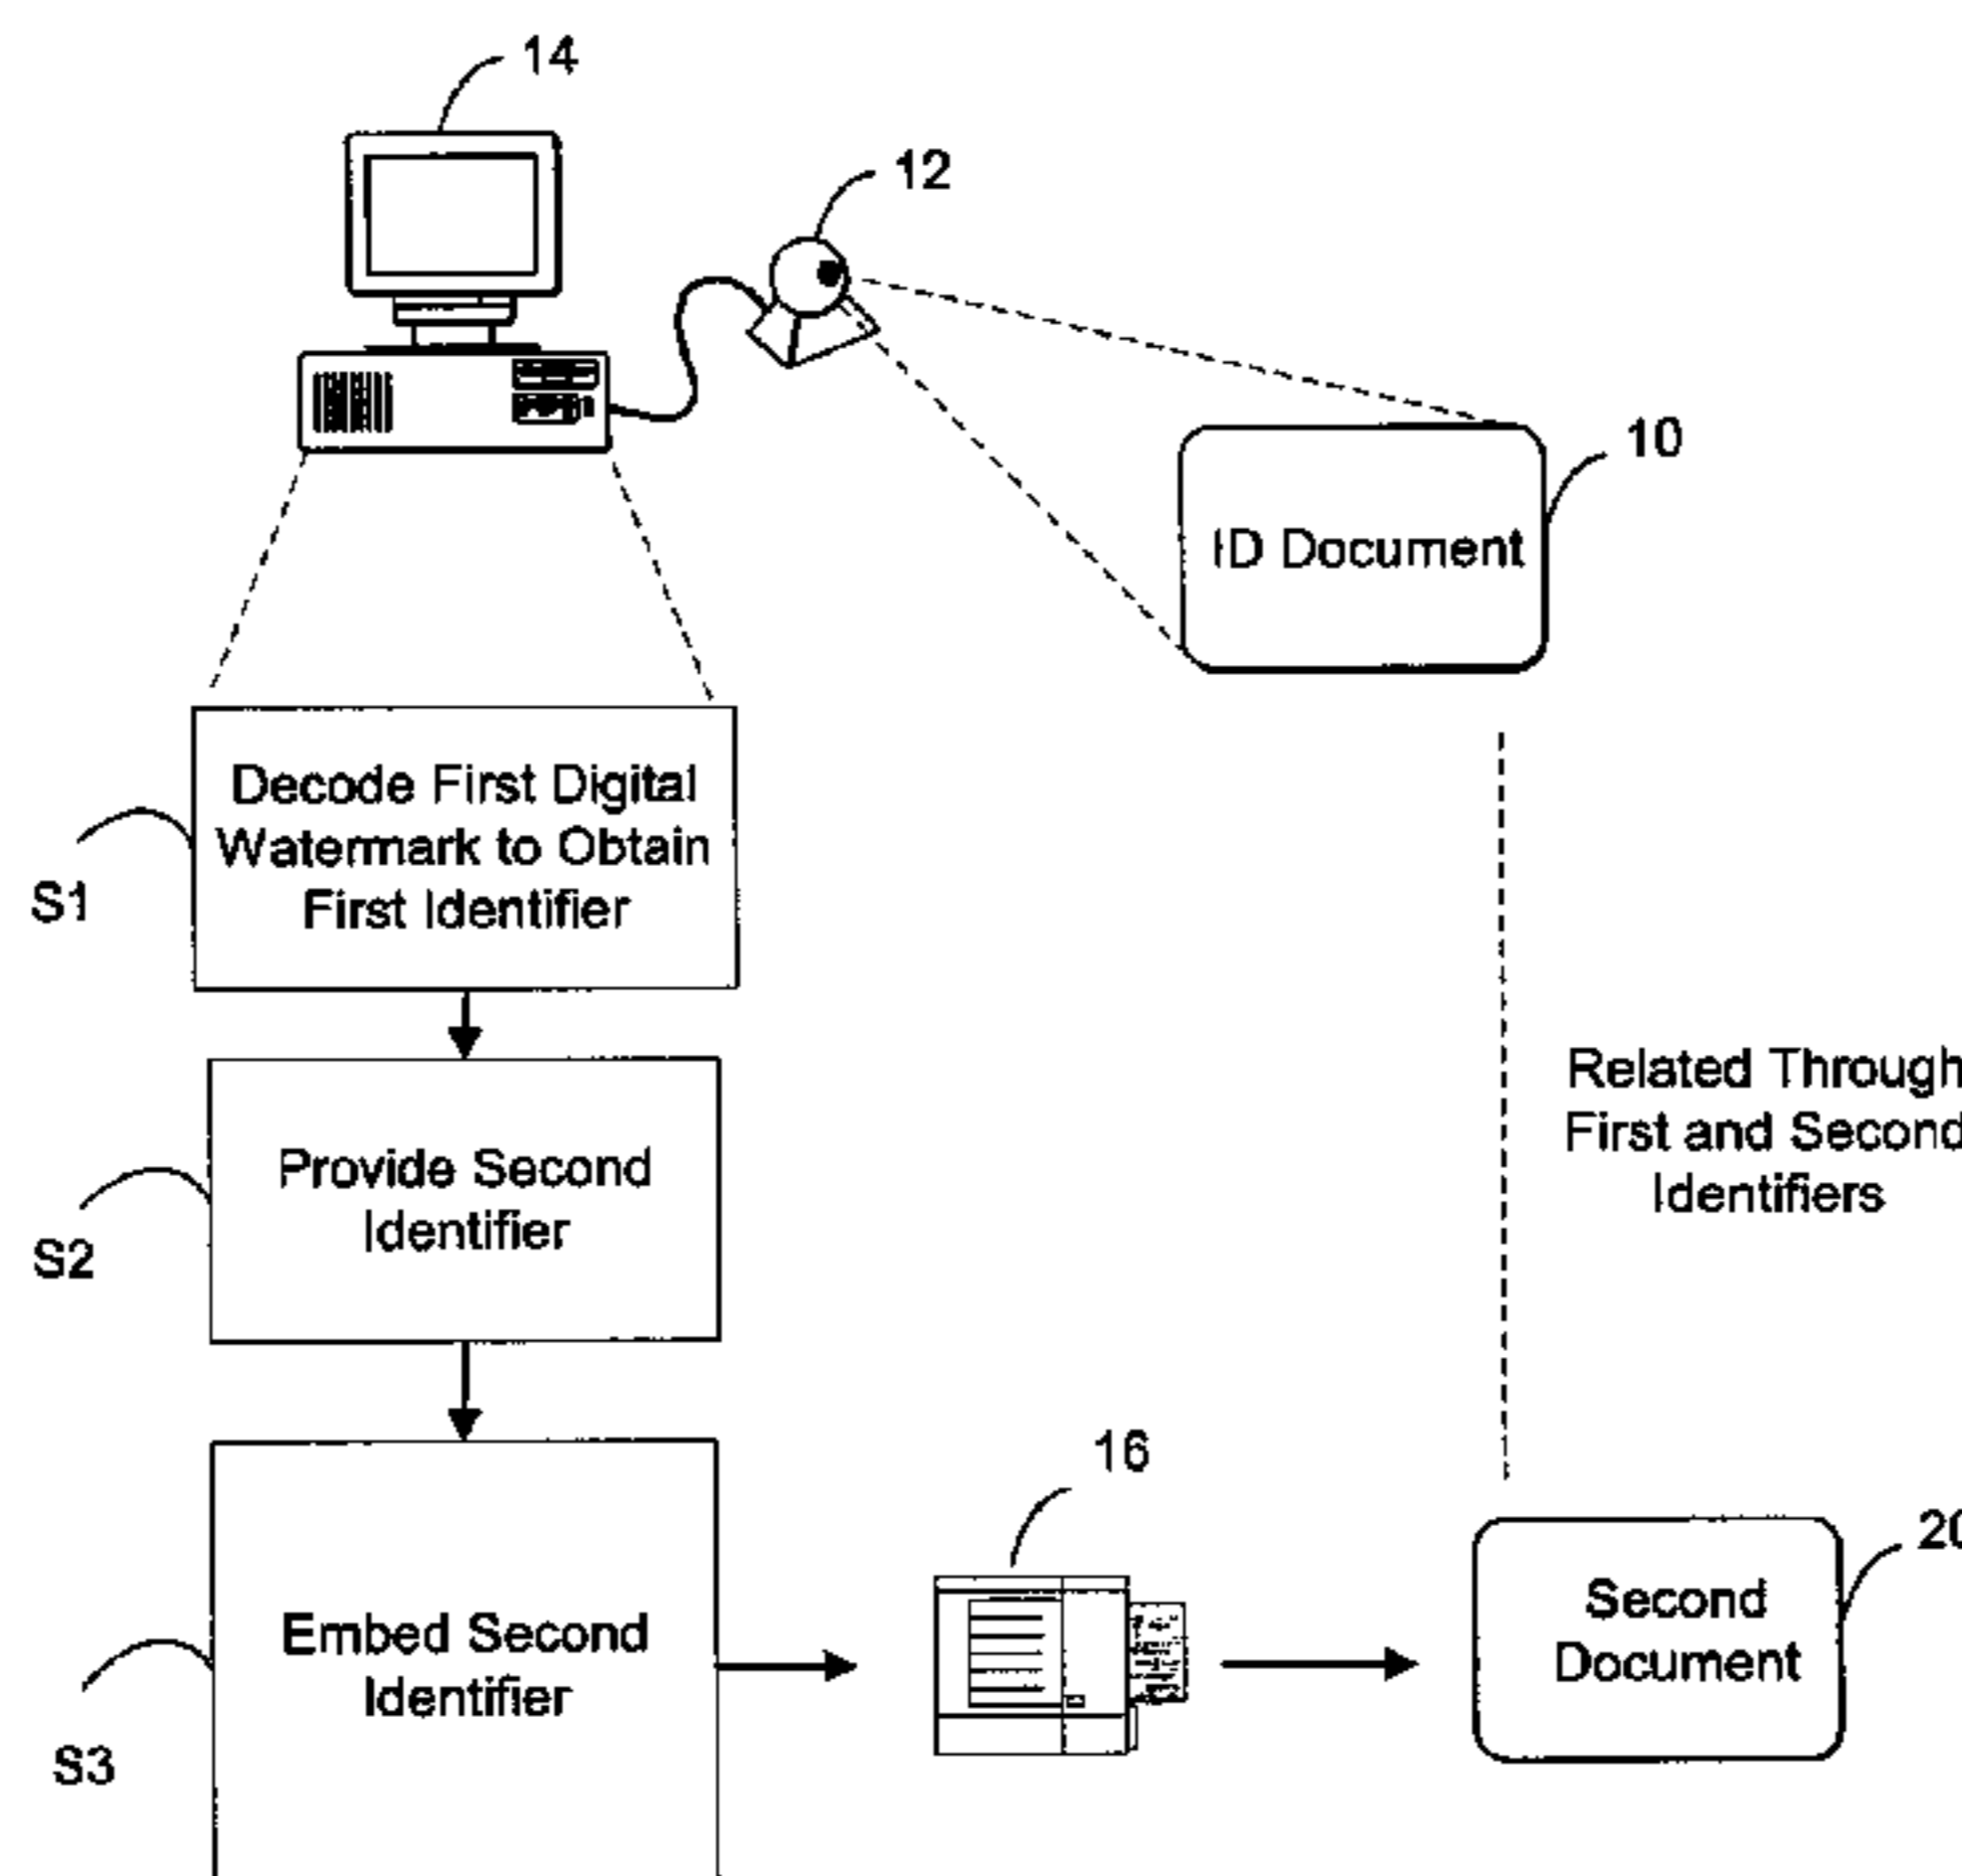 14
12
10
ID Document
Decode First Digital
Watermark to Obtain
First Identifier
S1
Related Through
First and Second
Identifiers
Provide Second
Identifier
S2
16
20
Second
Document
Embed Second
Identifier
S3